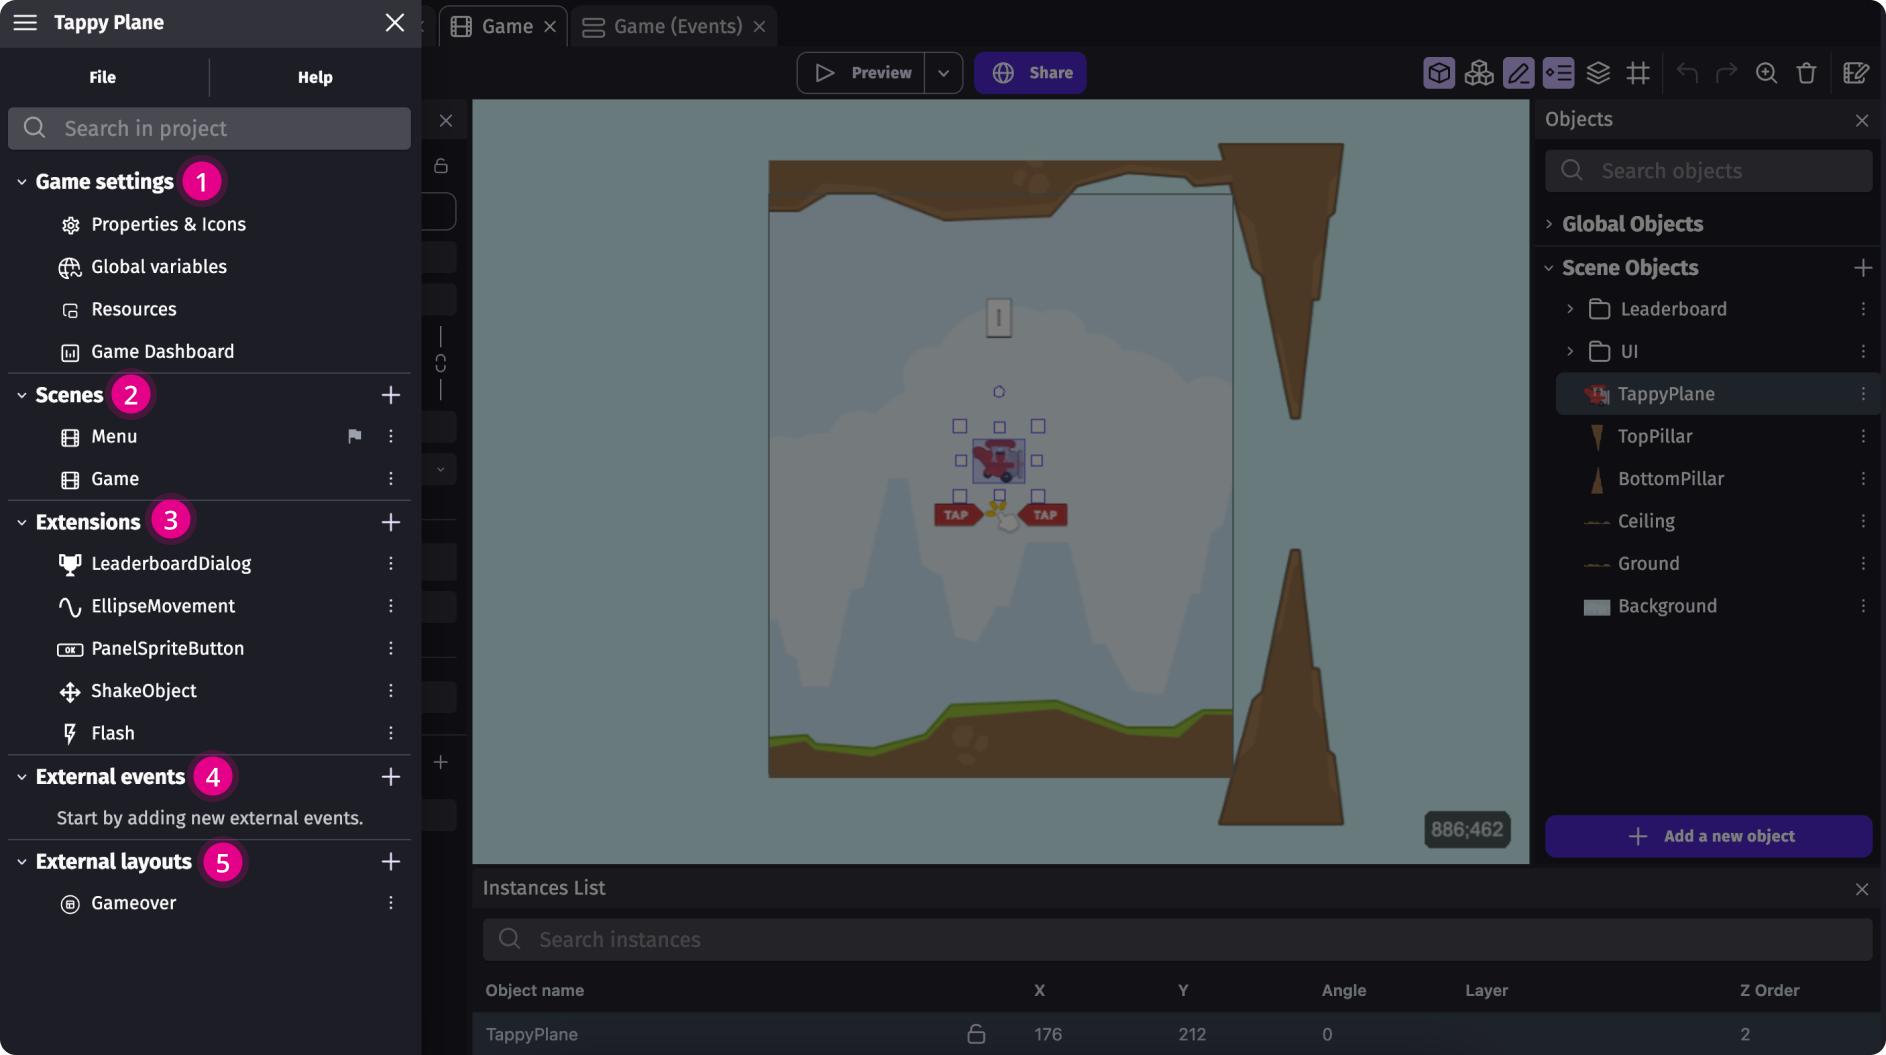 Tappy Plane
File
Help
Search in project
Game settings 1
Properties & Icons
Global variables
Resources
Game Dashboard
Scenes 2
Menu
Game
Extensions 3
LeaderboardDialog
EllipseMovement
OK PanelSpriteButton
ShakeObject
Flash
External events 4
Start by adding new external events.
External layouts 5
Gameover
Game
Game (Events)
Preview
Share
TAP
TAP
886;462
Objects
Search objects
Global Objects
Scene Objects
Leaderboard
UI
TappyPlane
TopPillar
BottomPillar
Ceiling
Ground
Background
Add a new object
Instances List
Search instances
Object name X Y Angle Layer Z Order
TappyPlane 176 212 0 2